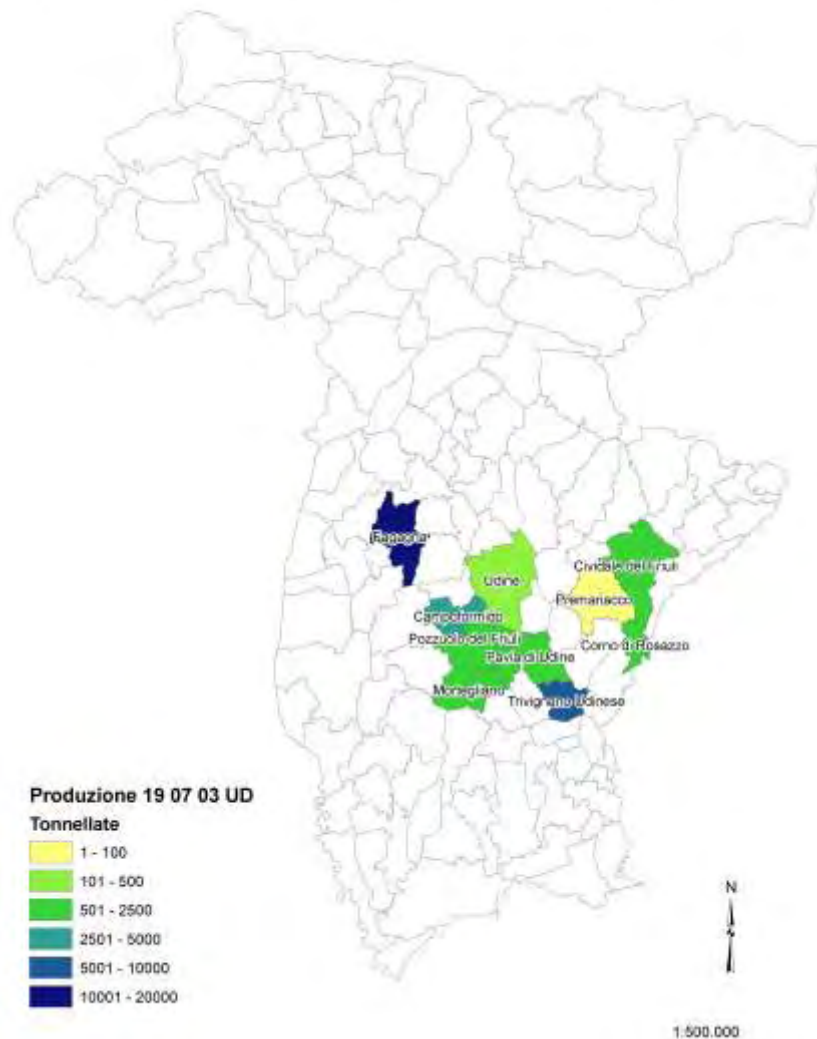 Fagagna
Udine
Cividale del Friuli
Premariacco
Campoformido
Pozzuolo del Friuli
Corno di Rosazzo
Pavia di Udine
Mortegliano
Trivignano Udinese
Produzione 19 07 03 UD
Tonnellate
1 - 100
101 - 500
501 - 2500
2501 - 5000
5001 - 10000
10001 - 20000
N
1:500.000